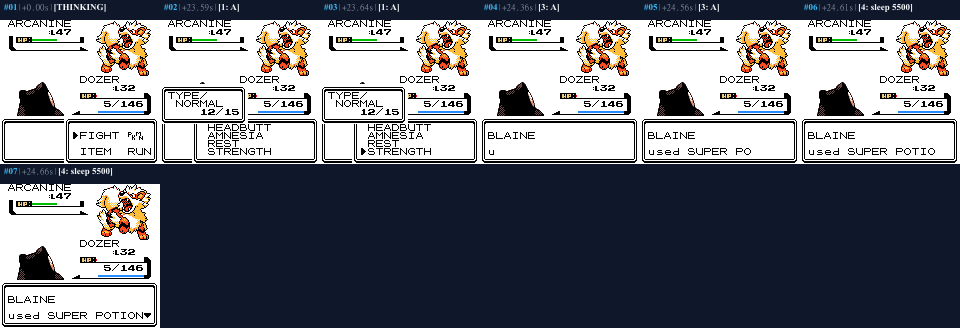 #01 | +0.00s | [THINKING]
ARCANINE
:L47
HP:
DOZER
:L32
HP:
5/146
▶FIGHT PKMN
ITEM RUN
#02 | +23.59s | [1: A]
ARCANINE
:L47
HP:
DOZER
:L32
5/146
TYPE/
NORMAL
12/15
HEADBUTT
AMNESIA
REST
STRENGTH
#03 | +23.64s | [1: A]
ARCANINE
:L47
HP:
DOZER
:L32
5/146
TYPE/
NORMAL
12/15
HEADBUTT
AMNESIA
REST
▶STRENGTH
#04 | +24.36s | [3: A]
ARCANINE
:L47
HP:
DOZER
:L32
HP:
5/146
BLAINE
u
#05 | +24.56s | [3: A]
ARCANINE
:L47
HP:
DOZER
:L32
HP:
5/146
BLAINE
used SUPER PO
#06 | +24.61s | [4: sleep 5500]
ARCANINE
:L47
HP:
DOZER
:L32
HP:
5/146
BLAINE
used SUPER POTIO
#07 | +24.66s | [4: sleep 5500]
ARCANINE
:L47
HP:
DOZER
:L32
HP:
5/146
BLAINE
used SUPER POTION▼